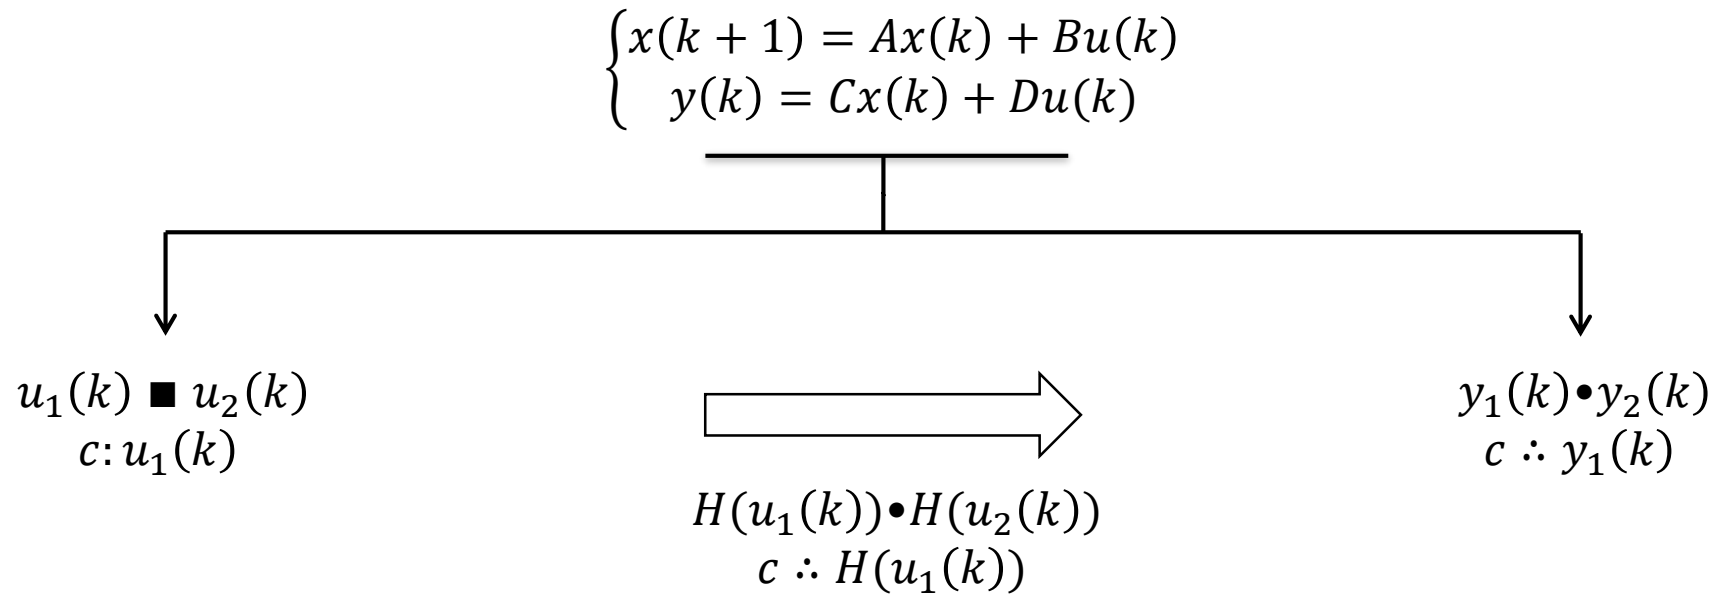 x(k + 1) = Ax(k) + Bu(k)
y(k) = Cx(k) + Du(k)
u₁(k) ■ u₂(k)
c: u₁(k)
H(u₁(k))•H(u₂(k))
c ∴ H(u₁(k))
y₁(k)•y₂(k)
c ∴ y₁(k)